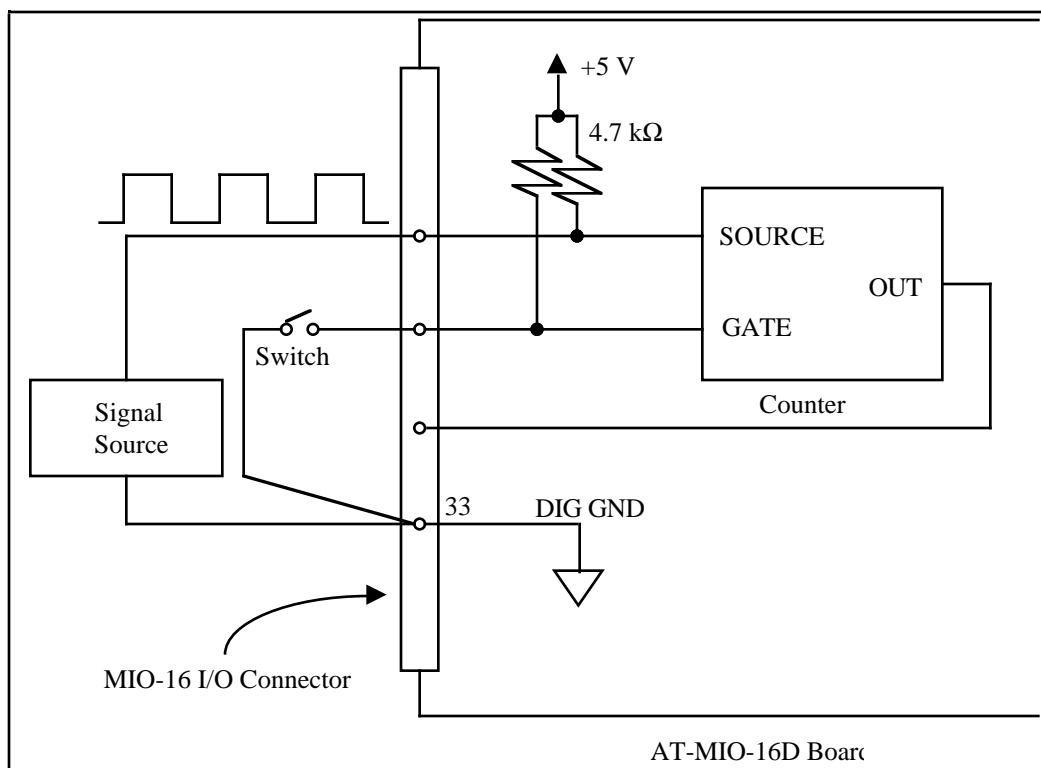 +5 V
4.7 kΩ
SOURCE
OUT
GATE
Switch
Counter
Signal
Source
33
DIG GND
MIO-16 I/O Connector
AT-MIO-16D Board